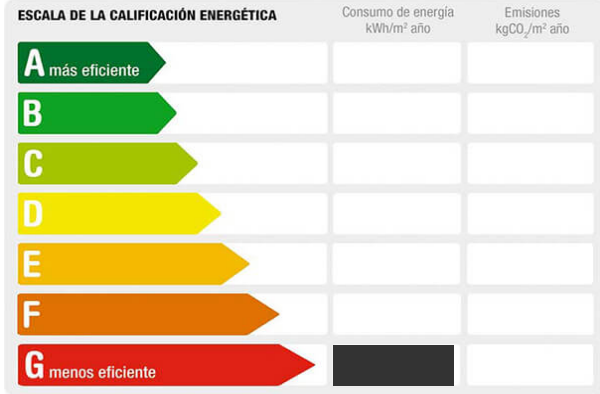 ESCALA DE LA CALIFICACIÓN ENERGÉTICA
Consumo de energía
kWh/m² año
Emisiones
kgCO₂/m² año
A más eficiente
B
C
D
E
F
G menos eficiente